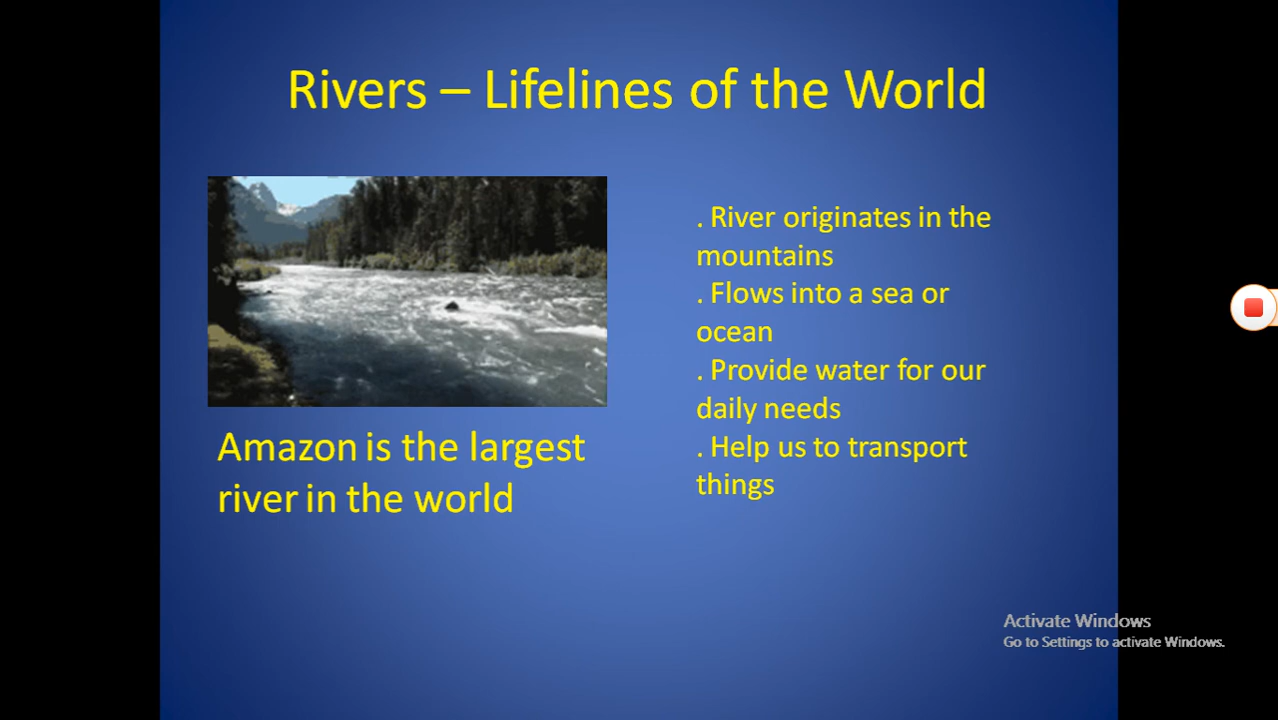 Rivers – Lifelines of the World
Amazon is the largest
river in the world
. River originates in the
mountains
. Flows into a sea or
ocean
. Provide water for our
daily needs
. Help us to transport
things
Activate Windows
Go to Settings to activate Windows.